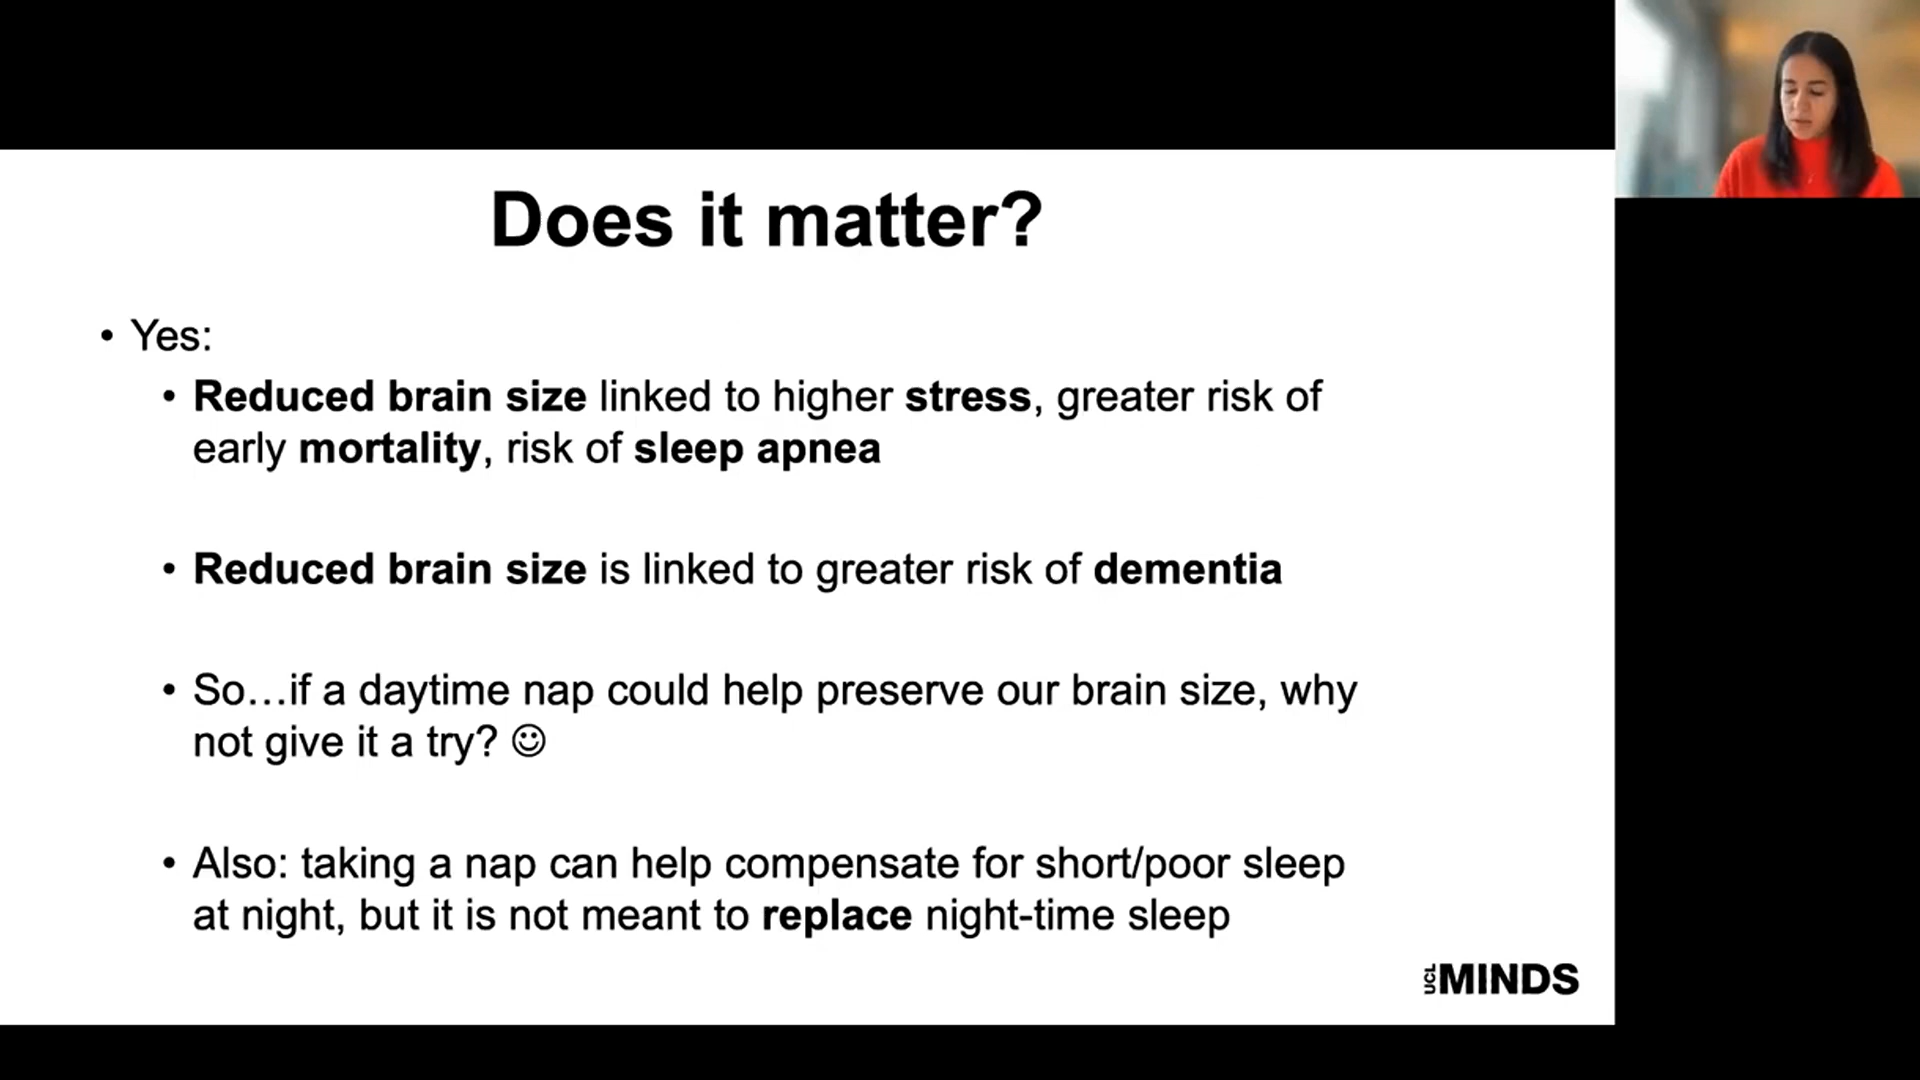 Does it matter?
• Yes:
• Reduced brain size linked to higher stress, greater risk of
early mortality, risk of sleep apnea
• Reduced brain size is linked to greater risk of dementia
• So…if a daytime nap could help preserve our brain size, why
not give it a try? ☺
• Also: taking a nap can help compensate for short/poor sleep
at night, but it is not meant to replace night-time sleep
UCL MINDS